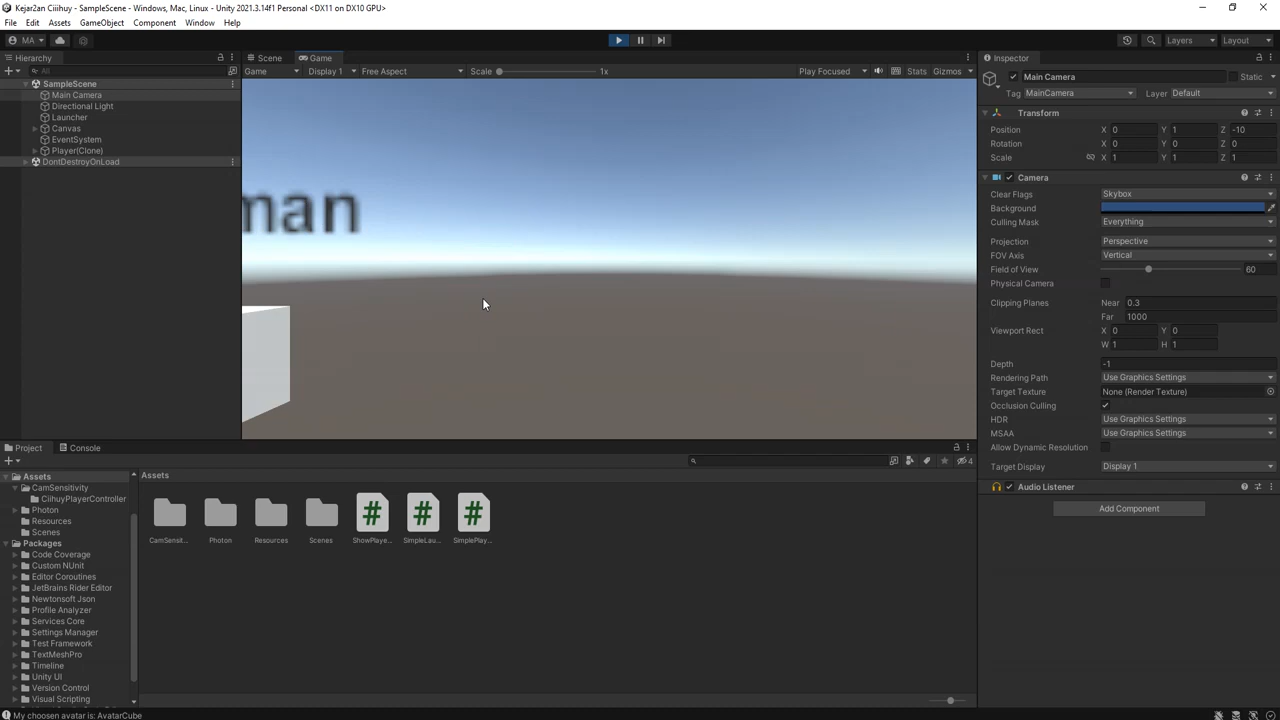 Kejar2an Ciihuy - SampleScene - Windows, Mac, Linux - Unity 2021.3.14f1 Personal <DX11 on DX10 GPU>
File Edit Assets GameObject Component Window Help
MA Layers Layout
Hierarchy
All
SampleScene
Main Camera
Directional Light
Launcher
Canvas
EventSystem
Player(Clone)
DontDestroyOnLoad
Scene Game
Game Display 1 Free Aspect Scale 1x Play Focused Stats Gizmos
man
Inspector
Main Camera Static
Tag MainCamera Layer Default
Transform
Position X 0 Y 1 Z -10
Rotation X 0 Y 0 Z 0
Scale X 1 Y 1 Z 1
Camera
Clear Flags Skybox
Background
Culling Mask Everything
Projection Perspective
FOV Axis Vertical
Field of View 60
Physical Camera
Clipping Planes Near 0.3
Far 1000
Viewport Rect X 0 Y 0
W 1 H 1
Depth -1
Rendering Path Use Graphics Settings
Target Texture None (Render Texture)
Occlusion Culling
HDR Use Graphics Settings
MSAA Use Graphics Settings
Allow Dynamic Resolution
Target Display Display 1
Audio Listener
Add Component
Project Console
4
Assets
CamSensitivity
CiihuyPlayerController
Photon
Resources
Scenes
Packages
Code Coverage
Custom NUnit
Editor Coroutines
JetBrains Rider Editor
Newtonsoft Json
Profile Analyzer
Services Core
Settings Manager
Test Framework
TextMeshPro
Timeline
Unity UI
Version Control
Visual Scripting
Assets
CamSensit... Photon Resources Scenes ShowPlaye... SimpleLau... SimplePlay...
My chosen avatar is: AvatarCube